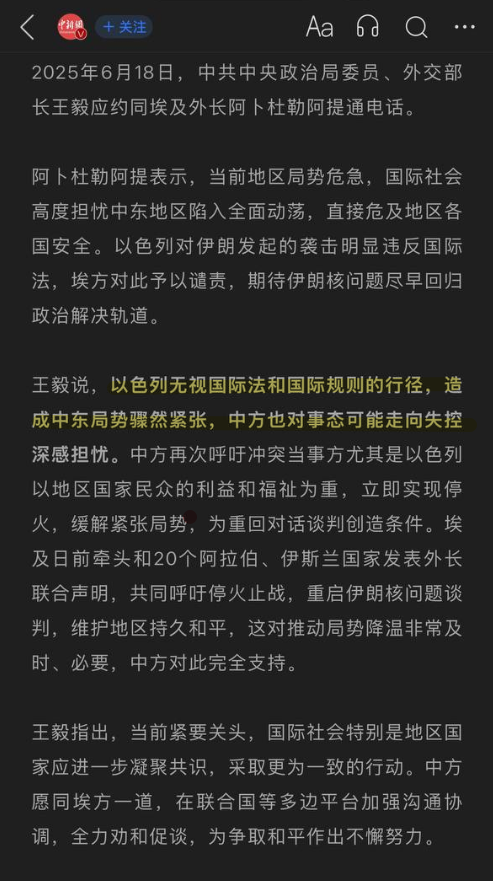 中新网
+ 关注
Aa
2025年6月18日，中共中央政治局委员、外交部
长王毅应约同埃及外长阿卜杜勒阿提通电话。
阿卜杜勒阿提表示，当前地区局势危急，国际社会
高度担忧中东地区陷入全面动荡，直接危及地区各
国安全。以色列对伊朗发起的袭击明显违反国际
法，埃方对此予以谴责，期待伊朗核问题尽早回归
政治解决轨道。
王毅说，以色列无视国际法和国际规则的行径，造
成中东局势骤然紧张，中方也对事态可能走向失控
深感担忧。中方再次呼吁冲突当事方尤其是以色列
以地区国家民众的利益和福祉为重，立即实现停
火，缓解紧张局势，为重回对话谈判创造条件。埃
及日前牵头和20个阿拉伯、伊斯兰国家发表外长
联合声明，共同呼吁停火止战，重启伊朗核问题谈
判，维护地区持久和平，这对推动局势降温非常及
时、必要，中方对此完全支持。
王毅指出，当前紧要关头，国际社会特别是地区国
家应进一步凝聚共识，采取更为一致的行动。中方
愿同埃方一道，在联合国等多边平台加强沟通协
调，全力劝和促谈，为争取和平作出不懈努力。